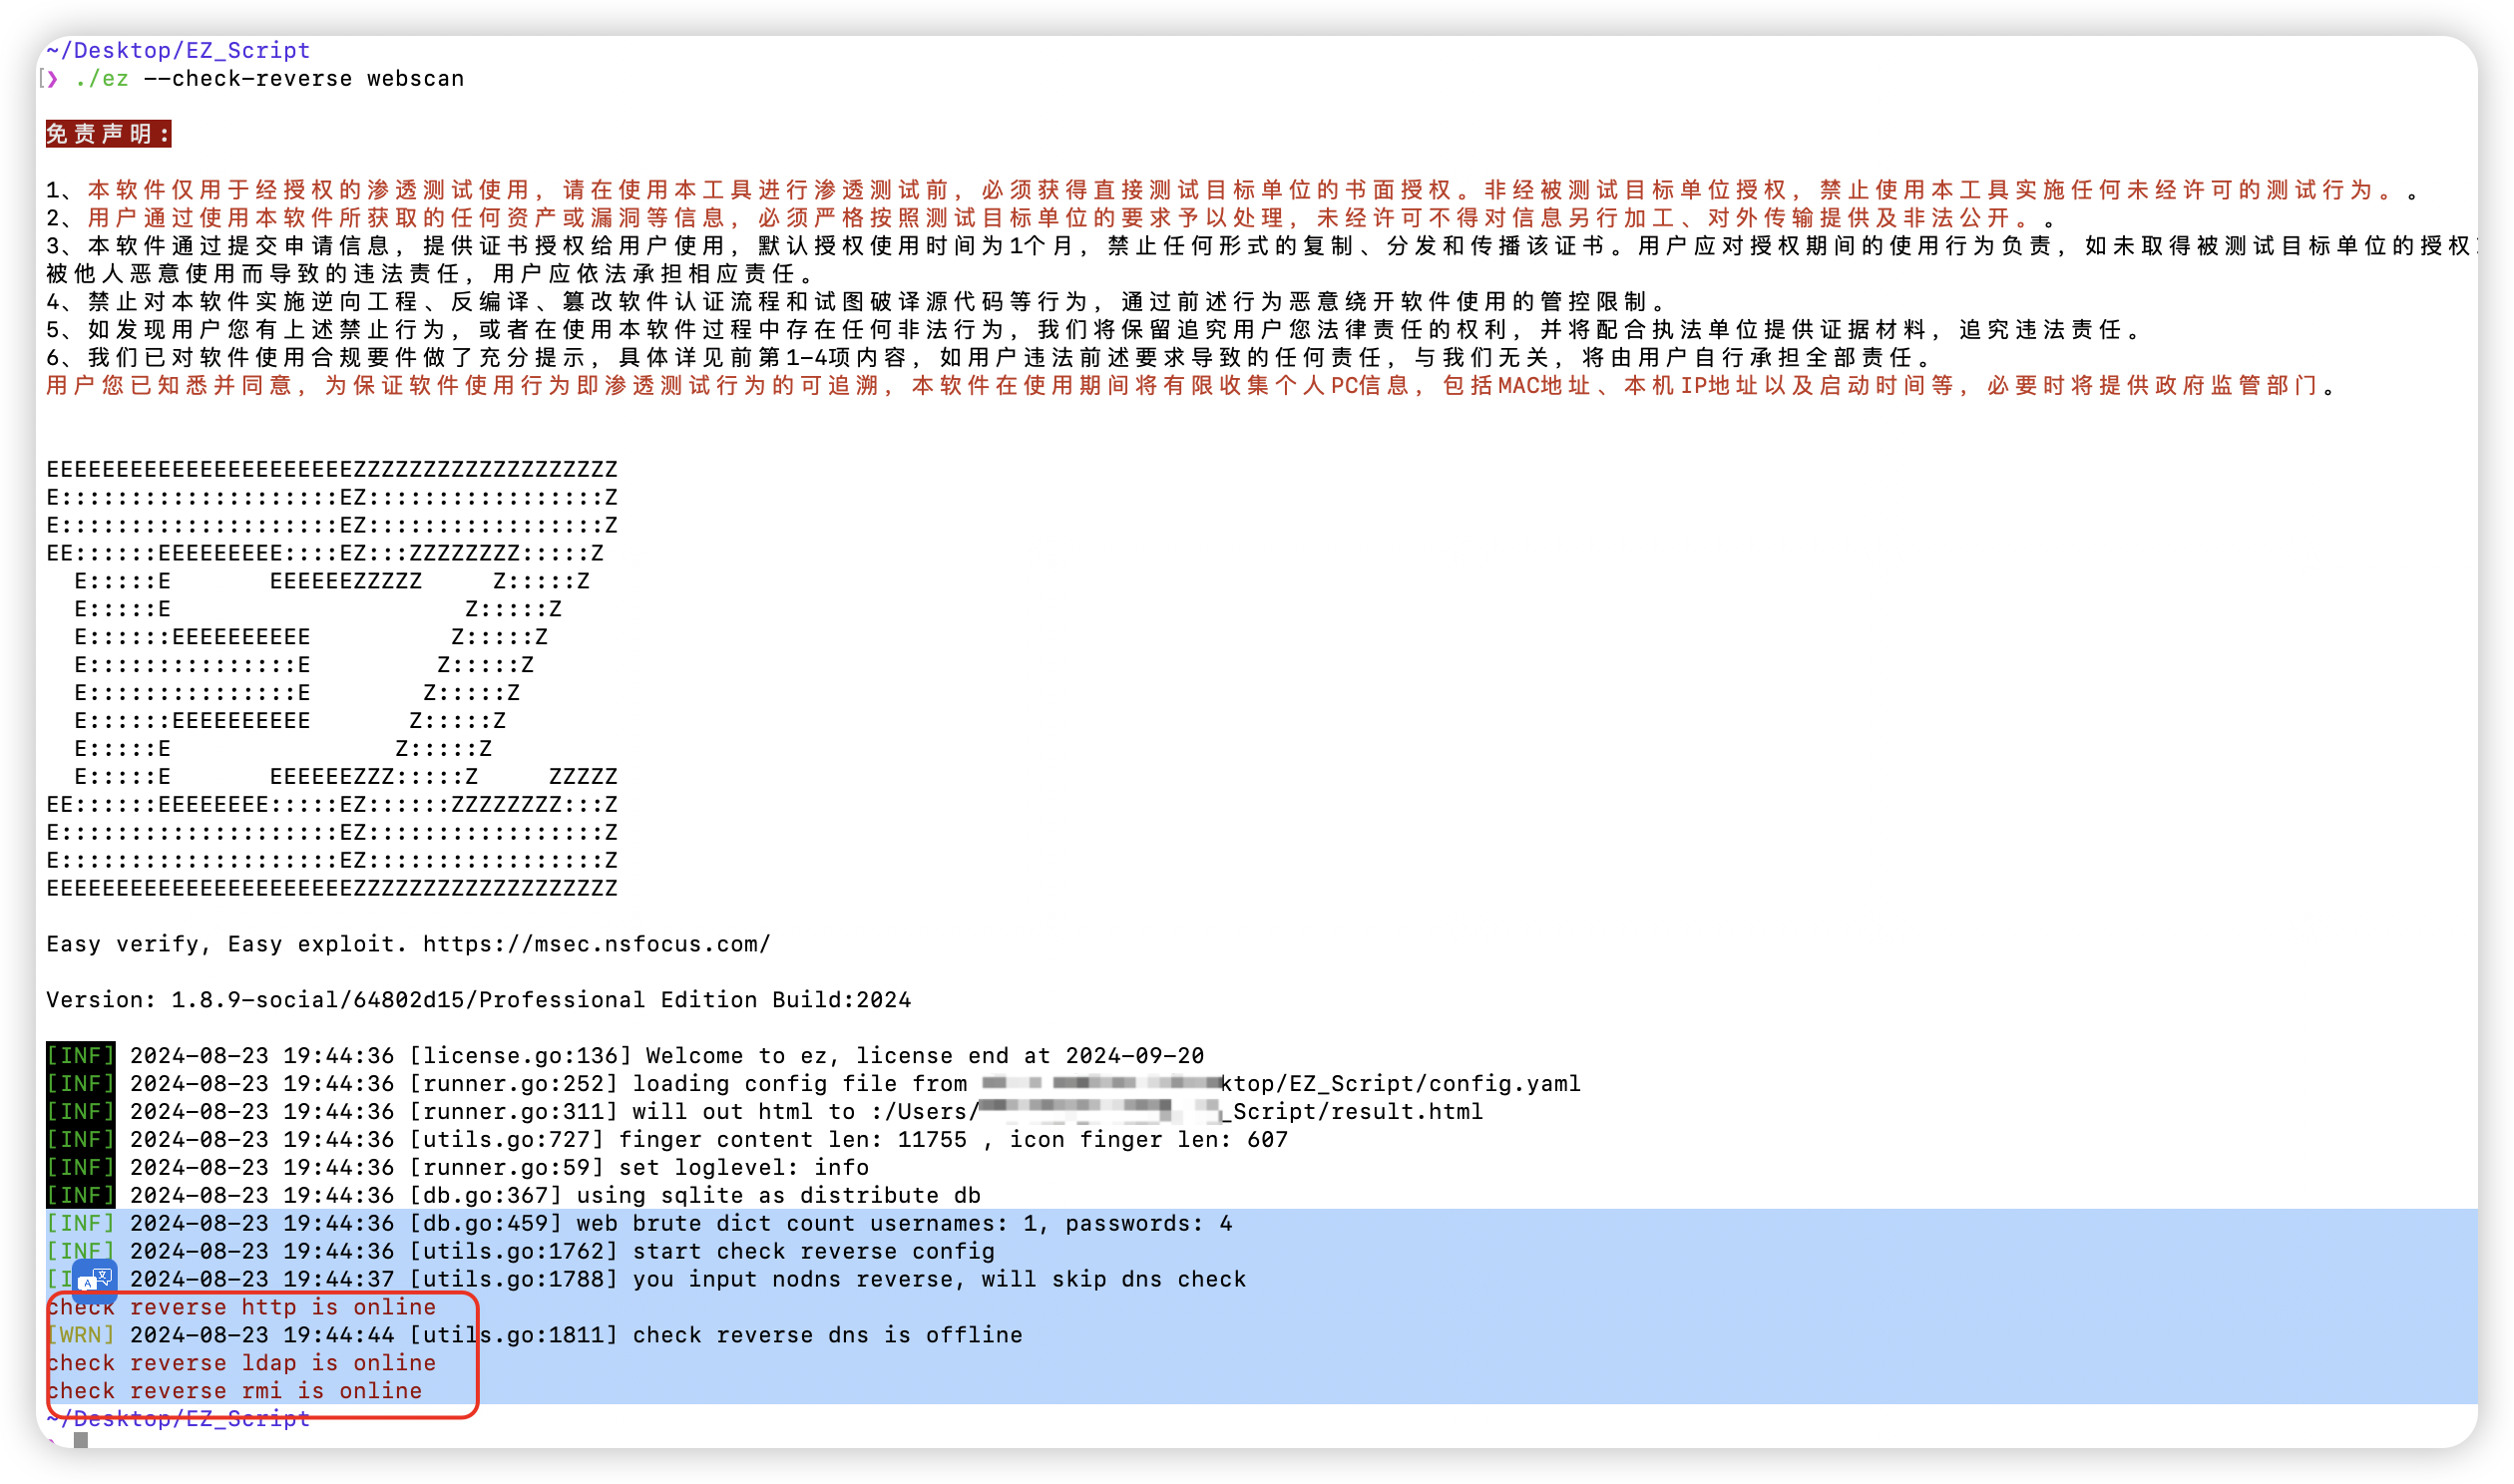 ~/Desktop/EZ_Script
[❯ ./ez --check-reverse webscan
免责声明:
1、本软件仅用于经授权的渗透测试使用，请在使用本工具进行渗透测试前，必须获得直接测试目标单位的书面授权。非经被测试目标单位授权，禁止使用本工具实施任何未经许可的测试行为。。
2、用户通过使用本软件所获取的任何资产或漏洞等信息，必须严格按照测试目标单位的要求予以处理，未经许可不得对信息另行加工、对外传输提供及非法公开。。
3、本软件通过提交申请信息，提供证书授权给用户使用，默认授权使用时间为1个月，禁止任何形式的复制、分发和传播该证书。用户应对授权期间的使用行为负责，如未取得被测试目标单位的授权
被他人恶意使用而导致的违法责任，用户应依法承担相应责任。
4、禁止对本软件实施逆向工程、反编译、篡改软件认证流程和试图破译源代码等行为，通过前述行为恶意绕开软件使用的管控限制。
5、如发现用户您有上述禁止行为，或者在使用本软件过程中存在任何非法行为，我们将保留追究用户您法律责任的权利，并将配合执法单位提供证据材料，追究违法责任。
6、我们已对软件使用合规要件做了充分提示，具体详见前第1-4项内容，如用户违法前述要求导致的任何责任，与我们无关，将由用户自行承担全部责任。
用户您已知悉并同意，为保证软件使用行为即渗透测试行为的可追溯，本软件在使用期间将有限收集个人PC信息，包括MAC地址、本机IP地址以及启动时间等，必要时将提供政府监管部门。
EEEEEEEEEEEEEEEEEEEEEEZZZZZZZZZZZZZZZZZZZ
E::::::::::::::::::::EZ:::::::::::::::::Z
E::::::::::::::::::::EZ:::::::::::::::::Z
EE::::::EEEEEEEEE::::EZ:::ZZZZZZZZ:::::Z
  E:::::E       EEEEEEZZZZZ     Z:::::Z
  E:::::E                     Z:::::Z
  E::::::EEEEEEEEEE          Z:::::Z
  E:::::::::::::::E         Z:::::Z
  E:::::::::::::::E        Z:::::Z
  E::::::EEEEEEEEEE       Z:::::Z
  E:::::E                Z:::::Z
  E:::::E       EEEEEEZZZ:::::Z     ZZZZZ
EE::::::EEEEEEEE:::::EZ::::::ZZZZZZZZ:::Z
E::::::::::::::::::::EZ:::::::::::::::::Z
E::::::::::::::::::::EZ:::::::::::::::::Z
EEEEEEEEEEEEEEEEEEEEEEZZZZZZZZZZZZZZZZZZZ
Easy verify, Easy exploit. https://msec.nsfocus.com/
Version: 1.8.9-social/64802d15/Professional Edition Build:2024
[INF] 2024-08-23 19:44:36 [license.go:136] Welcome to ez, license end at 2024-09-20
[INF] 2024-08-23 19:44:36 [runner.go:252] loading config file from ktop/EZ_Script/config.yaml
[INF] 2024-08-23 19:44:36 [runner.go:311] will out html to :/Users/ _Script/result.html
[INF] 2024-08-23 19:44:36 [utils.go:727] finger content len: 11755 , icon finger len: 607
[INF] 2024-08-23 19:44:36 [runner.go:59] set loglevel: info
[INF] 2024-08-23 19:44:36 [db.go:367] using sqlite as distribute db
[INF] 2024-08-23 19:44:36 [db.go:459] web brute dict count usernames: 1, passwords: 4
[INF] 2024-08-23 19:44:36 [utils.go:1762] start check reverse config
2024-08-23 19:44:37 [utils.go:1788] you input nodns reverse, will skip dns check
check reverse http is online
[WRN] 2024-08-23 19:44:44 [utils.go:1811] check reverse dns is offline
check reverse ldap is online
check reverse rmi is online
~/Desktop/EZ_Script